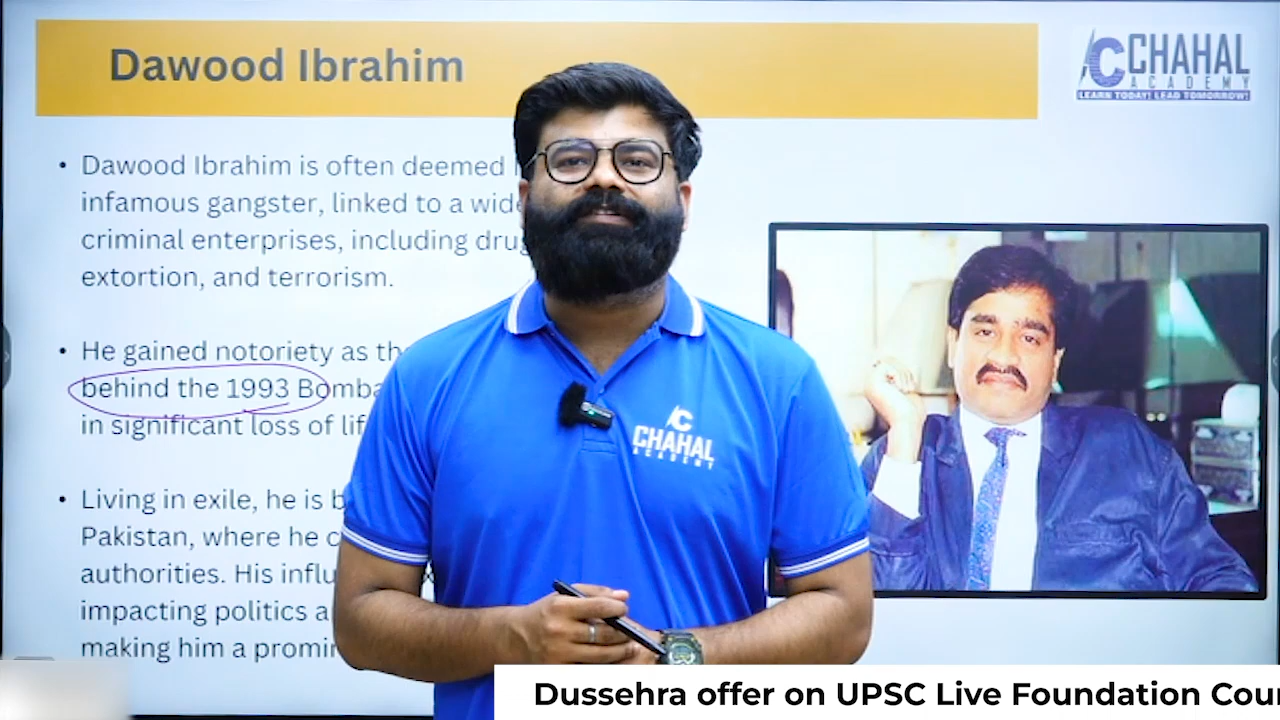 Dawood Ibrahim
CHAHAL
ACADEMY
LEARN TODAY! LEAD TOMORROW!
Dawood Ibrahim is often deemed
infamous gangster, linked to a wide
criminal enterprises, including drug
extortion, and terrorism.
He gained notoriety as
behind the 1993 Bomba
in significant loss of
Living in exile, he is
Pakistan, where he
authorities. His influ
impacting politics
making him a promin
CHAHAL
ACADEMY
Dussehra offer on UPSC Live Foundation Cour